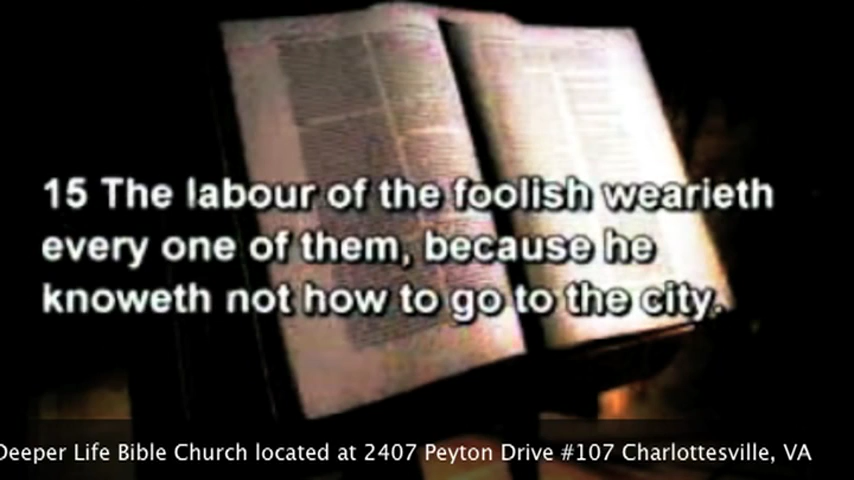 15 The labour of the foolish wearieth
every one of them, because he
knoweth not how to go to the city.
Deeper Life Bible Church located at 2407 Peyton Drive #107 Charlottesville, VA